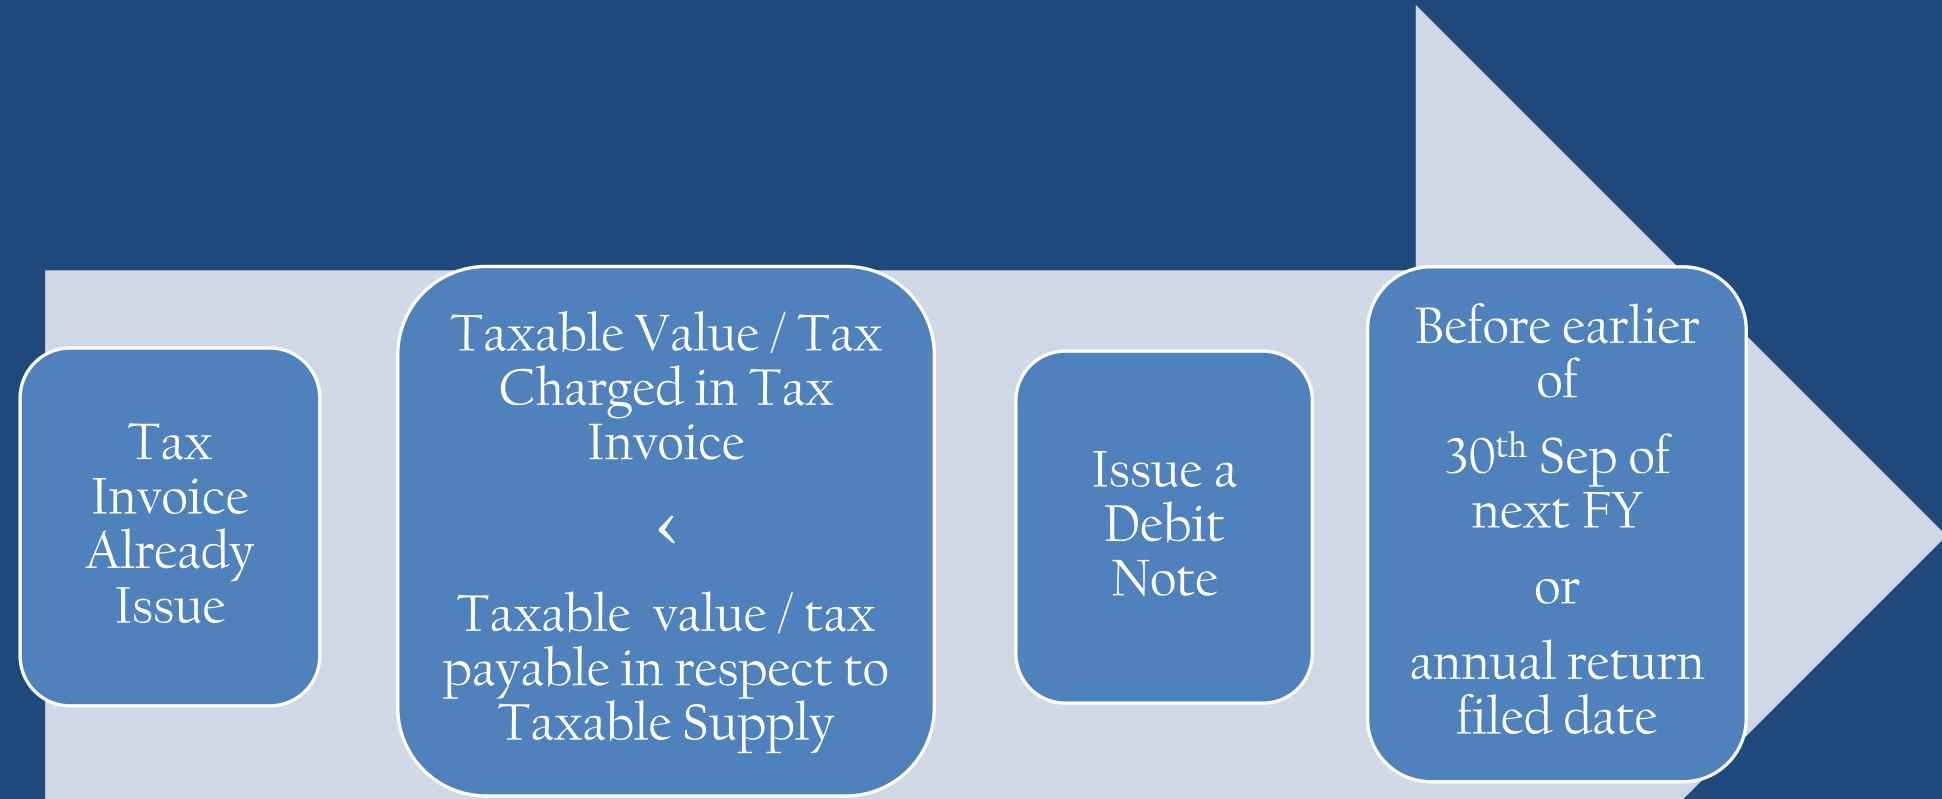 Tax
Invoice
Already
Issue
Taxable Value / Tax
Charged in Tax
Invoice
<
Taxable value / tax
payable in respect to
Taxable Supply
Issue a
Debit
Note
Before earlier
of
30th Sep of
next FY
or
annual return
filed date